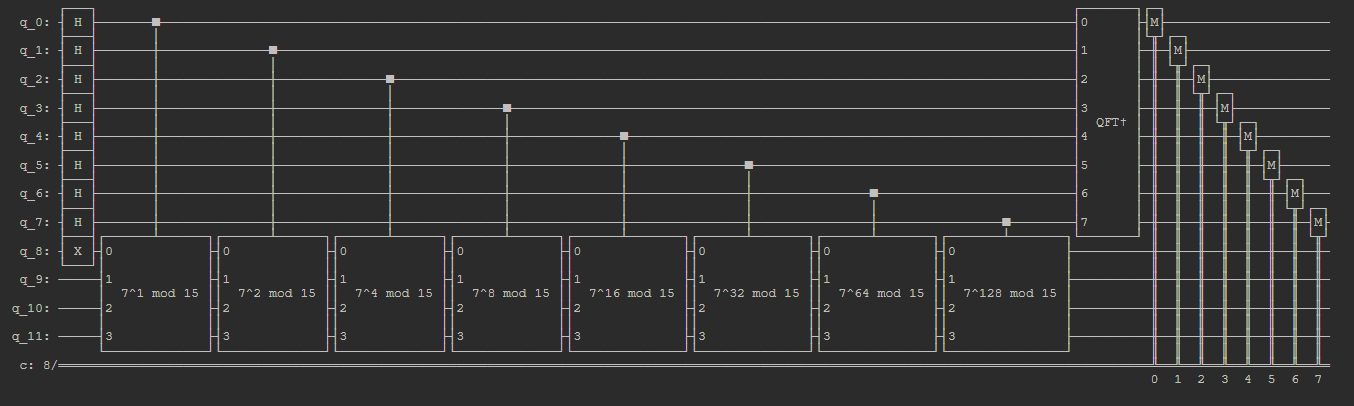 q_0: H 0 M
q_1: H 1 M
q_2: H 2 M
q_3: H 3 M
QFT†
q_4: H 4 M
q_5: H 5 M
q_6: H 6 M
q_7: H 7 M
q_8: X 0 0 0 0 0 0 0 0
q_9: 1 1 1 1 1 1 1 1
7^1 mod 15 7^2 mod 15 7^4 mod 15 7^8 mod 15 7^16 mod 15 7^32 mod 15 7^64 mod 15 7^128 mod 15
q_10: 2 2 2 2 2 2 2 2
q_11: 3 3 3 3 3 3 3 3
c: 8/
0 1 2 3 4 5 6 7